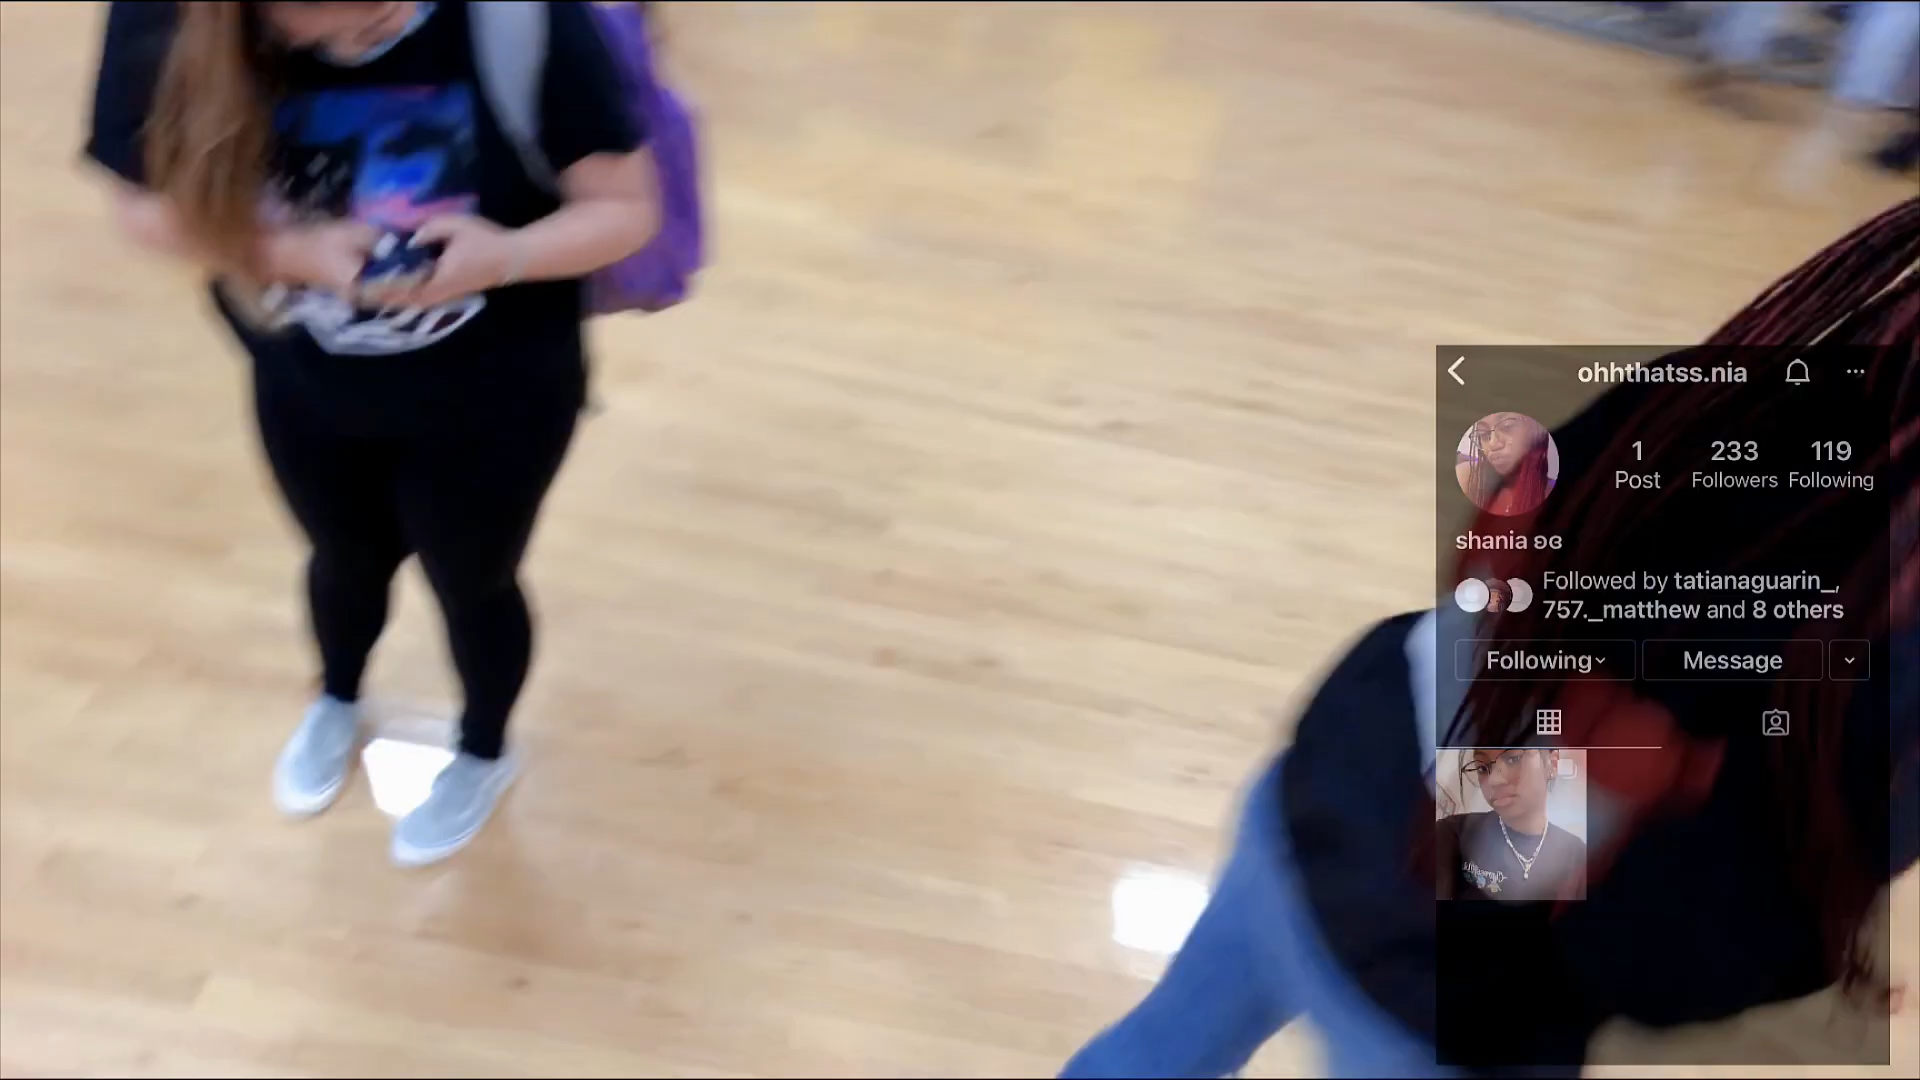 ohhthatss.nia
1 233 119
Post Followers Following
shania ʚɞ
Followed by tatianaguarin_,
757._matthew and 8 others
Following Message